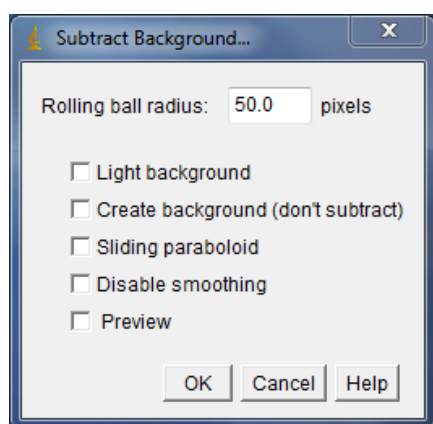 Subtract Background...
X
Rolling ball radius: 50.0 pixels
Light background
Create background (don't subtract)
Sliding paraboloid
Disable smoothing
Preview
OK Cancel Help